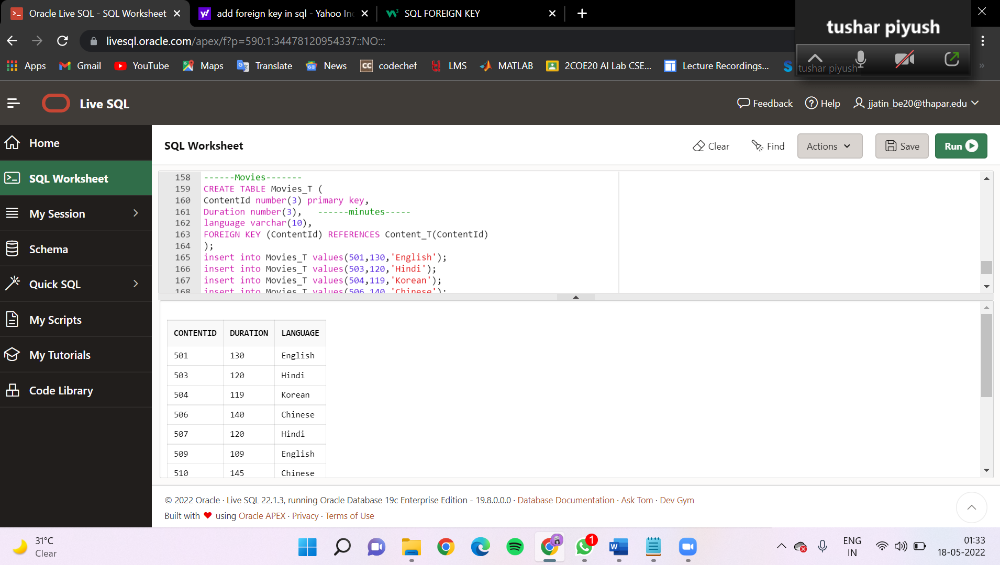 Oracle Live SQL - SQL Worksheet
add foreign key in sql - Yahoo In
SQL FOREIGN KEY
tushar piyush
livesql.oracle.com/apex/f?p=590:1:34478120954337::NO:::
tushar piyush
Apps
Gmail
YouTube
Maps
Translate
News
codechef
LMS
MATLAB
2COE20 AI Lab CSE...
Lecture Recordings...
Live SQL
Feedback
Help
jjatin_be20@thapar.edu
Home
SQL Worksheet
My Session
Schema
Quick SQL
My Scripts
My Tutorials
Code Library
SQL Worksheet
Clear
Find
Actions
Save
Run
158 ------Movies-------
159 CREATE TABLE Movies_T (
160 ContentId number(3) primary key,
161 Duration number(3), ------minutes-----
162 language varchar(10),
163 FOREIGN KEY (ContentId) REFERENCES Content_T(ContentId)
164 );
165 insert into Movies_T values(501,130,'English');
166 insert into Movies_T values(503,120,'Hindi');
167 insert into Movies_T values(504,119,'Korean');
168 insert into Movies_T values(506,140,'Chinese');
CONTENTID DURATION LANGUAGE
501 130 English
503 120 Hindi
504 119 Korean
506 140 Chinese
507 120 Hindi
509 109 English
510 145 Chinese
© 2022 Oracle · Live SQL 22.1.3, running Oracle Database 19c Enterprise Edition - 19.8.0.0.0 · Database Documentation · Ask Tom · Dev Gym
Built with ❤ using Oracle APEX · Privacy · Terms of Use
31°C
Clear
1
ENG
IN
01:33
18-05-2022